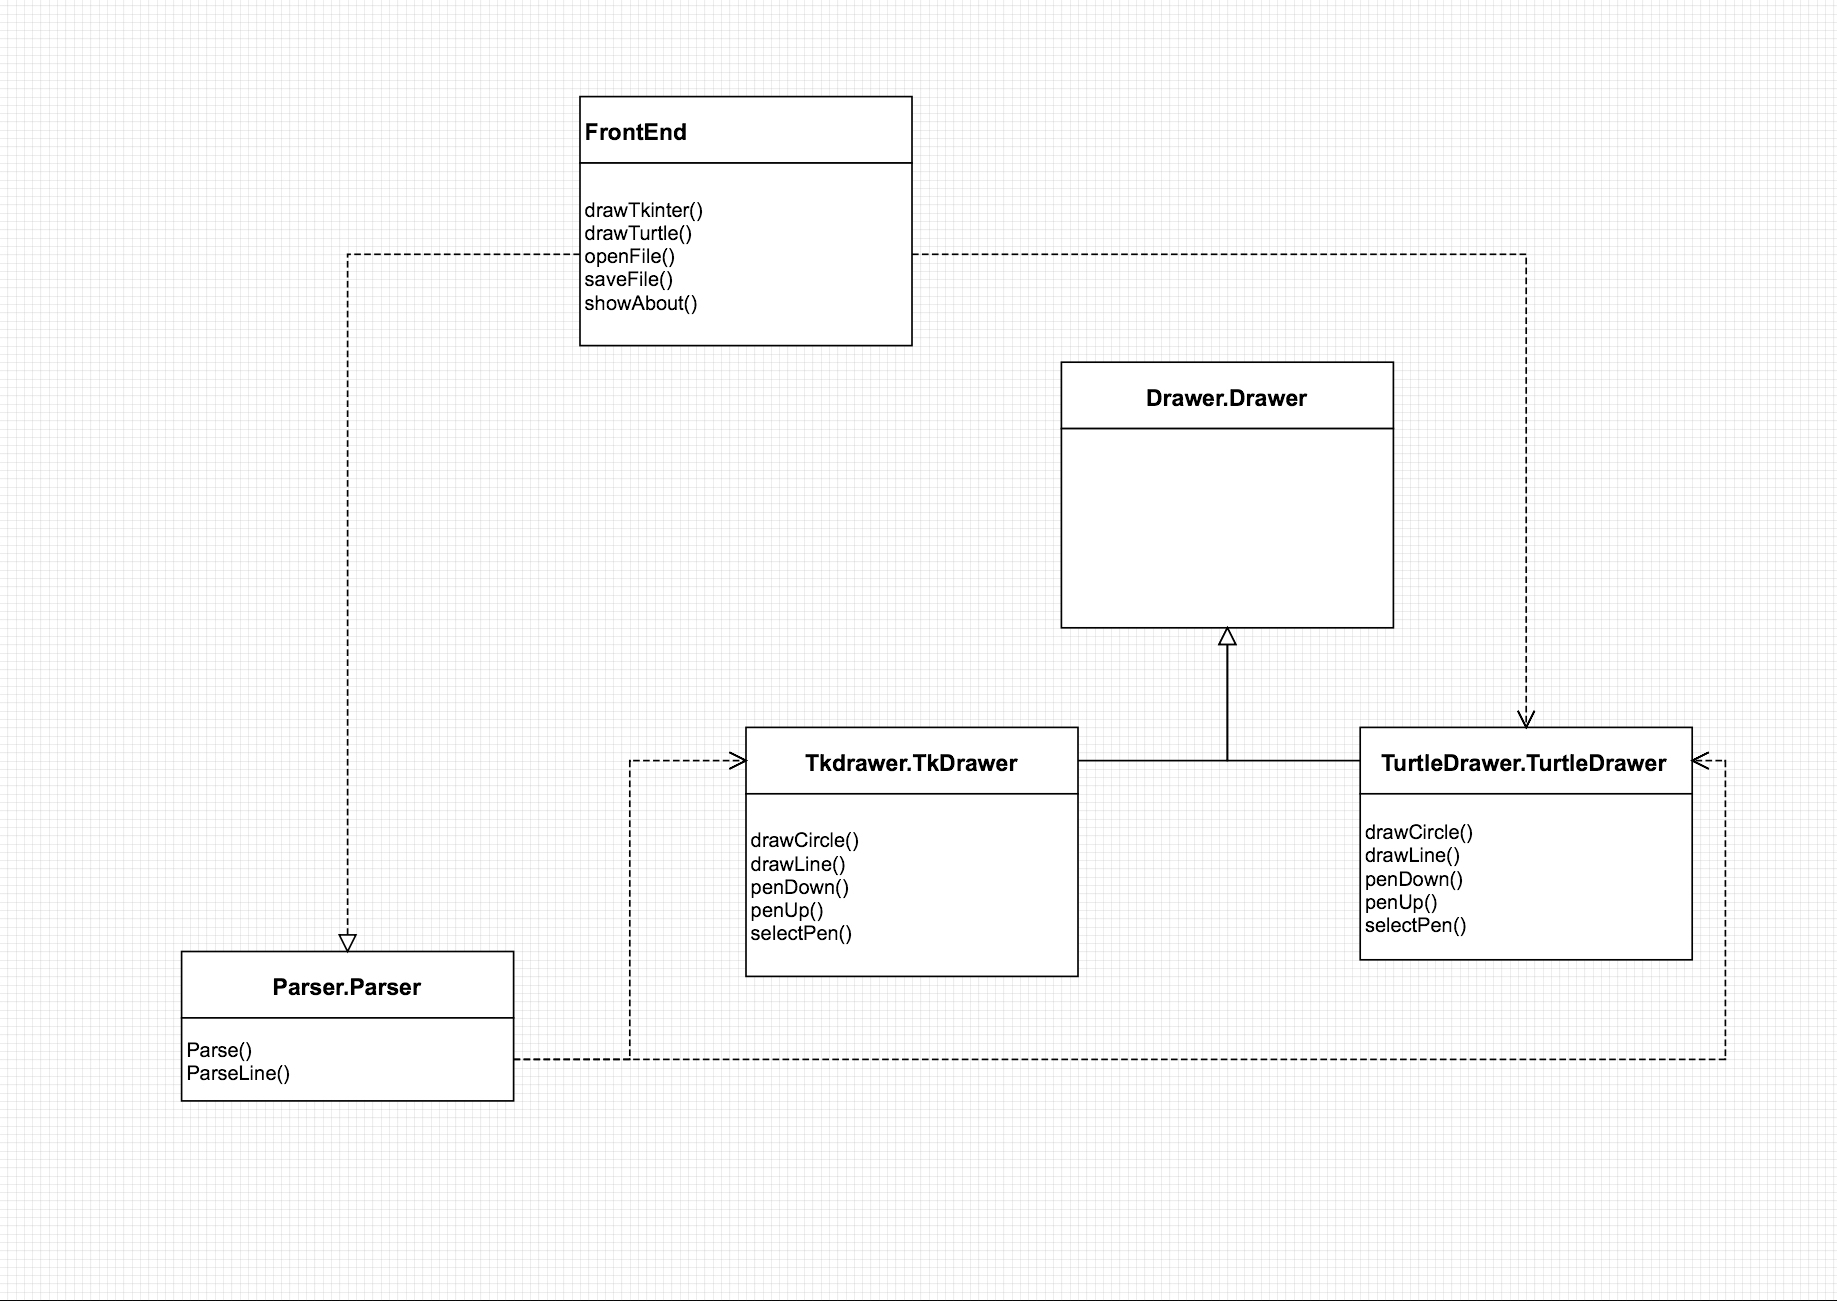 FrontEnd
drawTkinter()
drawTurtle()
openFile()
saveFile()
showAbout()
Drawer.Drawer
Tkdrawer.TkDrawer
drawCircle()
drawLine()
penDown()
penUp()
selectPen()
TurtleDrawer.TurtleDrawer
drawCircle()
drawLine()
penDown()
penUp()
selectPen()
Parser.Parser
Parse()
ParseLine()